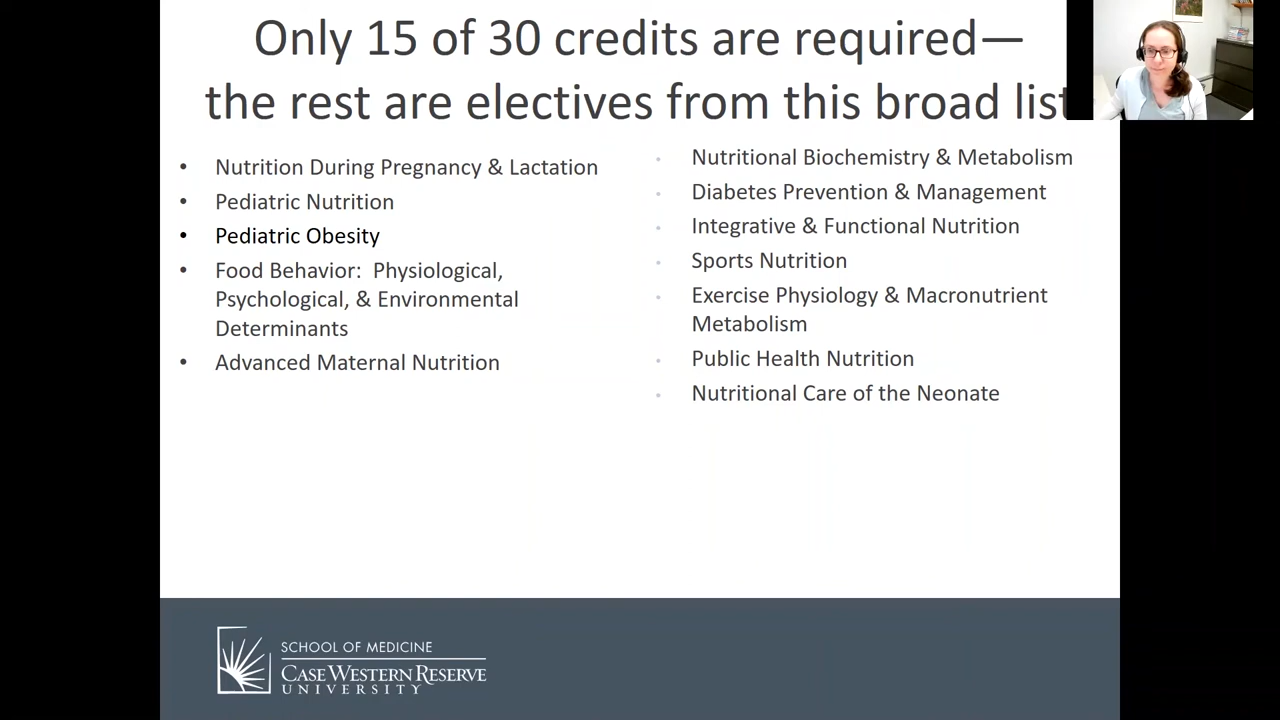 Only 15 of 30 credits are required—
the rest are electives from this broad list
• Nutrition During Pregnancy & Lactation
• Pediatric Nutrition
• Pediatric Obesity
• Food Behavior: Physiological,
Psychological, & Environmental
Determinants
• Advanced Maternal Nutrition
• Nutritional Biochemistry & Metabolism
• Diabetes Prevention & Management
• Integrative & Functional Nutrition
• Sports Nutrition
• Exercise Physiology & Macronutrient
Metabolism
• Public Health Nutrition
• Nutritional Care of the Neonate
SCHOOL OF MEDICINE
CASE WESTERN RESERVE
UNIVERSITY